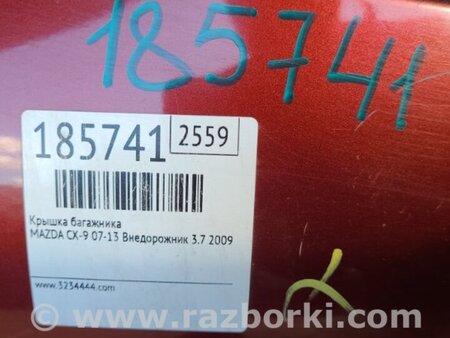 185741
185741 2559
Крышка багажника
MAZDA CX-9 07-13 Внедорожник 3.7 2009
www.3234444.com
www.razborki.com